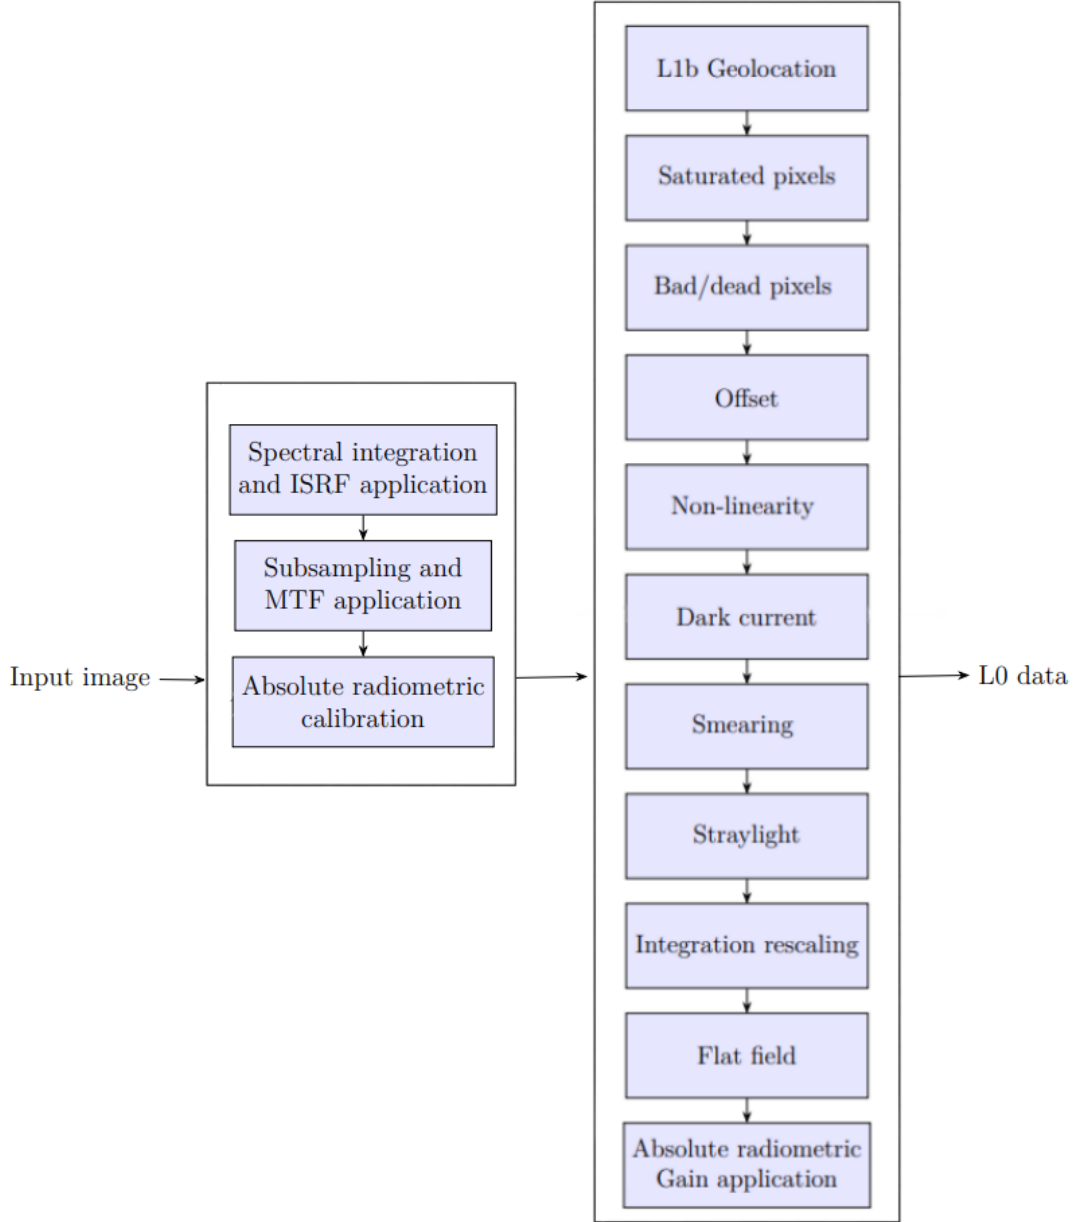 Input image
Spectral integration
and ISRF application
Subsampling and
MTF application
Absolute radiometric
calibration
L1b Geolocation
Saturated pixels
Bad/dead pixels
Offset
Non-linearity
Dark current
Smearing
Straylight
Integration rescaling
Flat field
Absolute radiometric
Gain application
L0 data